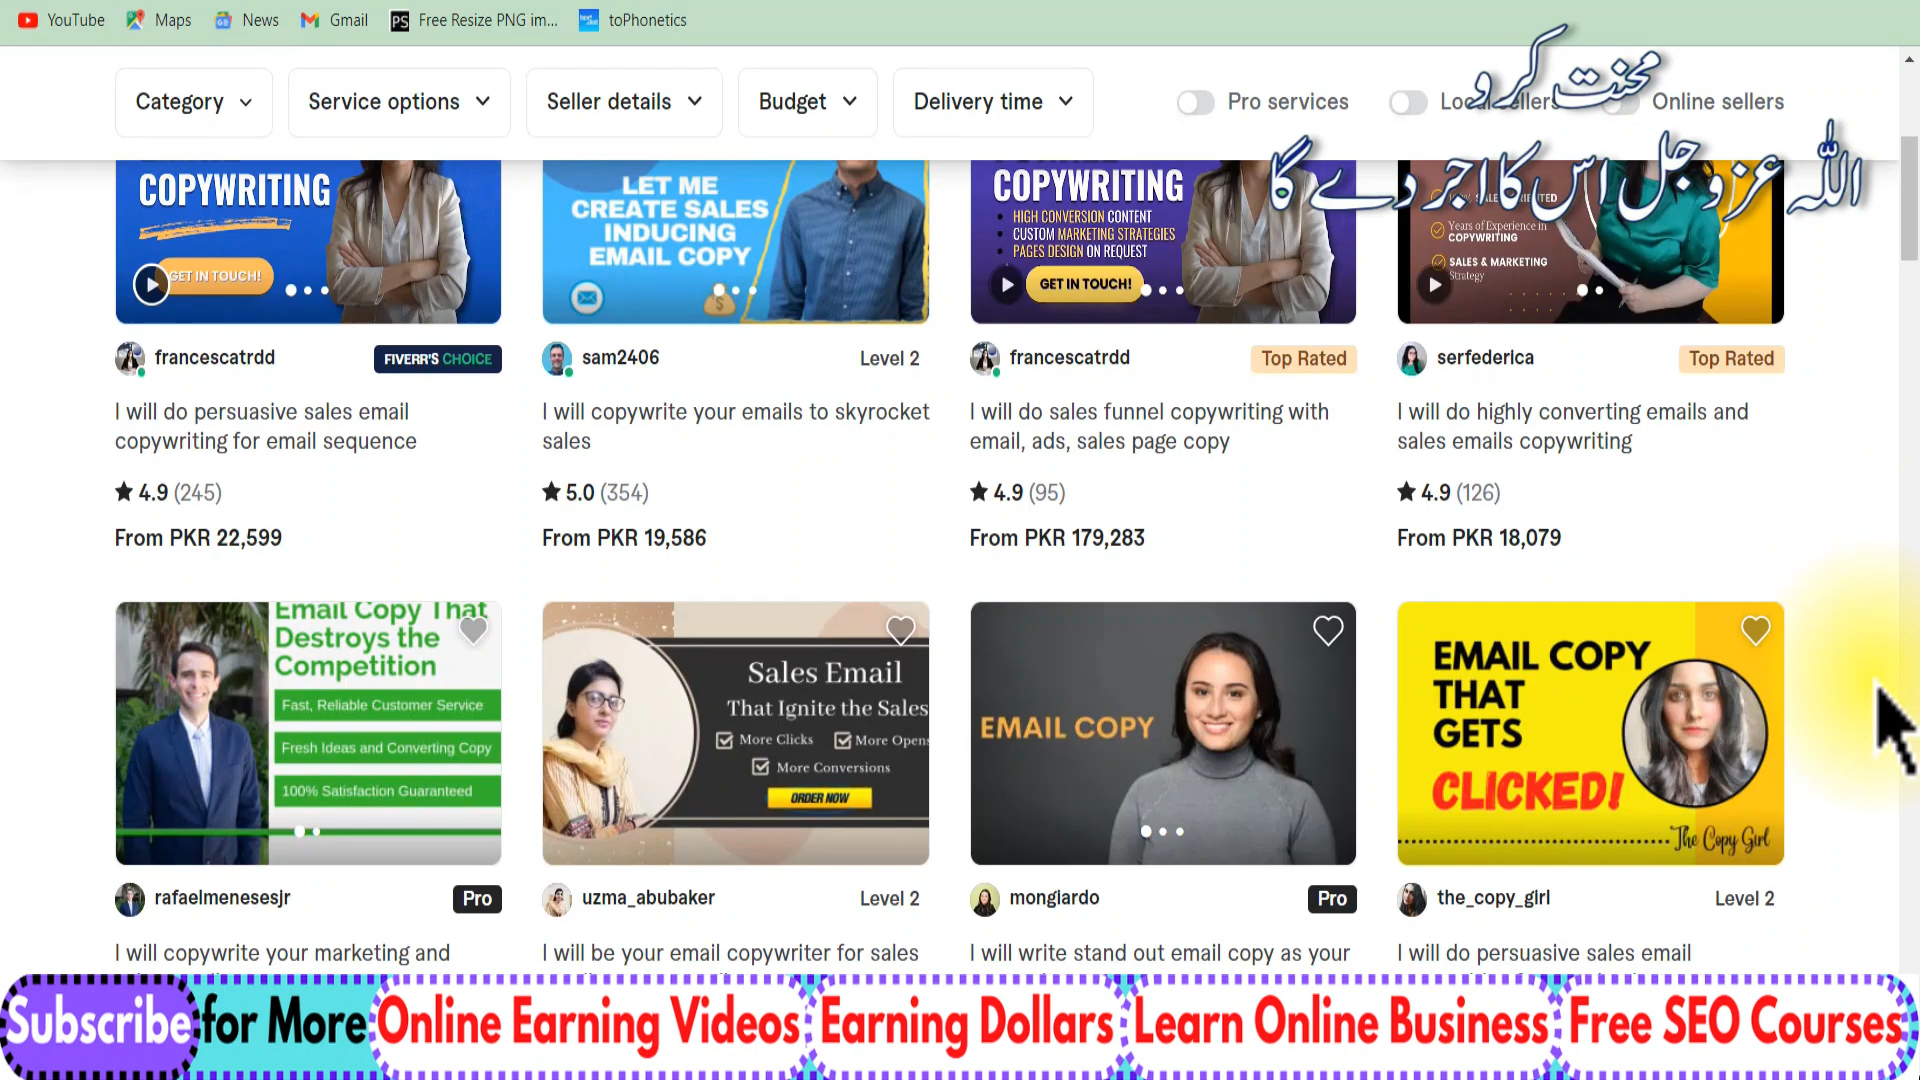 YouTube Maps News Gmail Free Resize PNG im... toPhonetics
Category Service options Seller details Budget Delivery time Pro services Online sellers
محنت کرو
اللہ عزوجل اس کا اجر دے گا
COPYWRITING
GET IN TOUCH!
LET ME
CREATE SALES
INDUCING
EMAIL COPY
COPYWRITING
HIGH CONVERSION CONTENT
CUSTOM MARKETING STRATEGIES
PAGES DESIGN ON REQUEST
GET IN TOUCH!
Years of Experience in
COPYWRITING
SALES & MARKETING
Strategy
francescatrdd FIVERR'S CHOICE
I will do persuasive sales email
copywriting for email sequence
4.9 (245)
From PKR 22,599
sam2406 Level 2
I will copywrite your emails to skyrocket
sales
5.0 (354)
From PKR 19,586
francescatrdd Top Rated
I will do sales funnel copywriting with
email, ads, sales page copy
4.9 (95)
From PKR 179,283
serfederica Top Rated
I will do highly converting emails and
sales emails copywriting
4.9 (126)
From PKR 18,079
Email Copy That
Destroys the
Competition
Fast, Reliable Customer Service
Fresh Ideas and Converting Copy
100% Satisfaction Guaranteed
rafaelmenesesjr Pro
I will copywrite your marketing and
Sales Email
That Ignite the Sales
More Clicks More Opens
More Conversions
ORDER NOW
uzma_abubaker Level 2
I will be your email copywriter for sales
EMAIL COPY
mongiardo Pro
I will write stand out email copy as your
EMAIL COPY
THAT
GETS
CLICKED!
The Copy Girl
the_copy_girl Level 2
I will do persuasive sales email
Subscribe for More Online Earning Videos Earning Dollars Learn Online Business Free SEO Courses